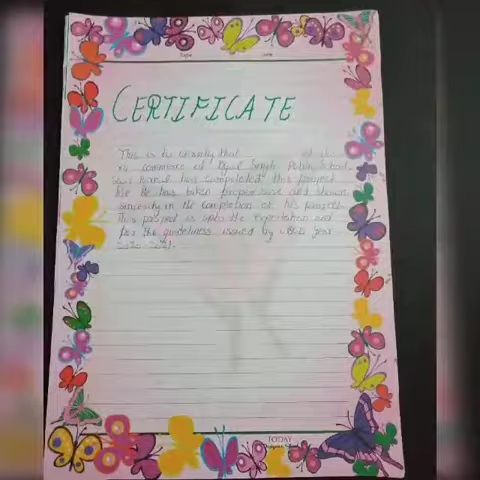 CERTIFICATE
This is to certify that
XII commerce of Dyal Singh Public School
has completed this project
He has taken proper care and shown
sincerity in the completion of his project
This project is upto the expectation and
per the guidelines issued by CBSE year
2020-2021.
TODAY